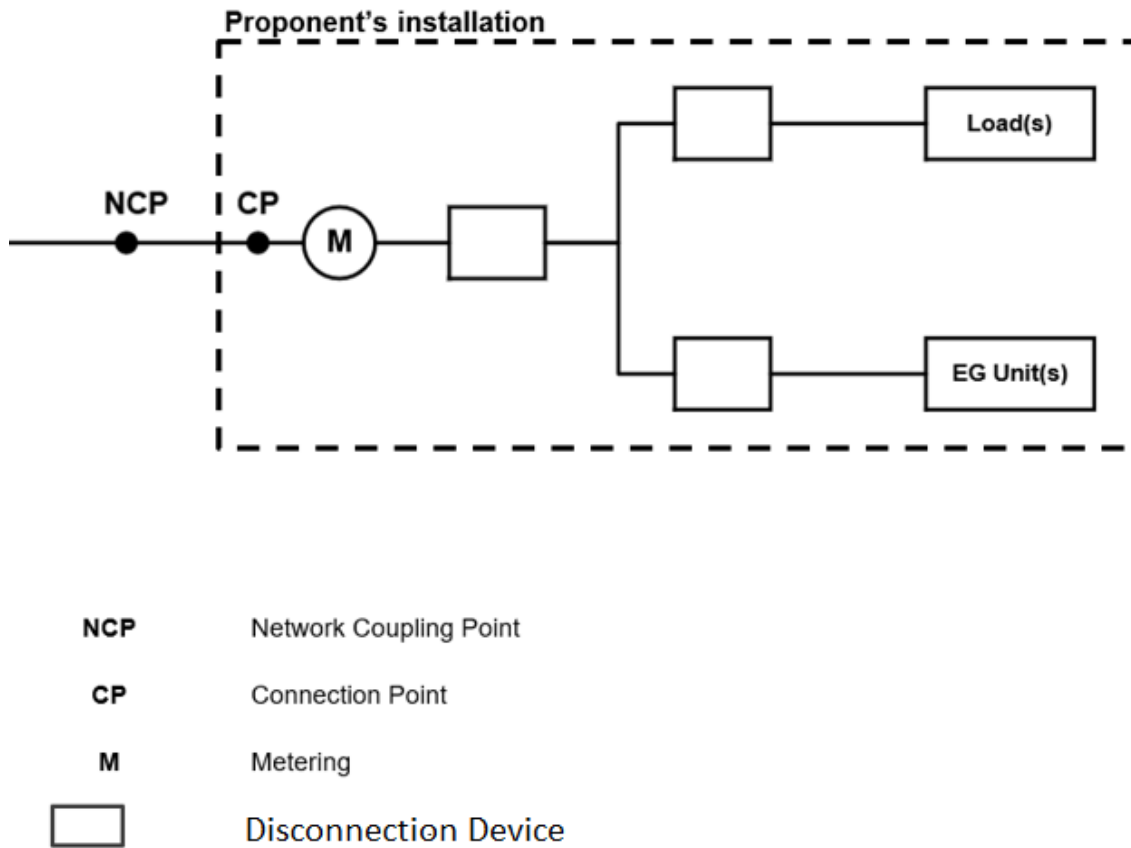 Proponent's installation
Load(s)
NCP CP
M
EG Unit(s)
NCP Network Coupling Point
CP Connection Point
M Metering
Disconnection Device